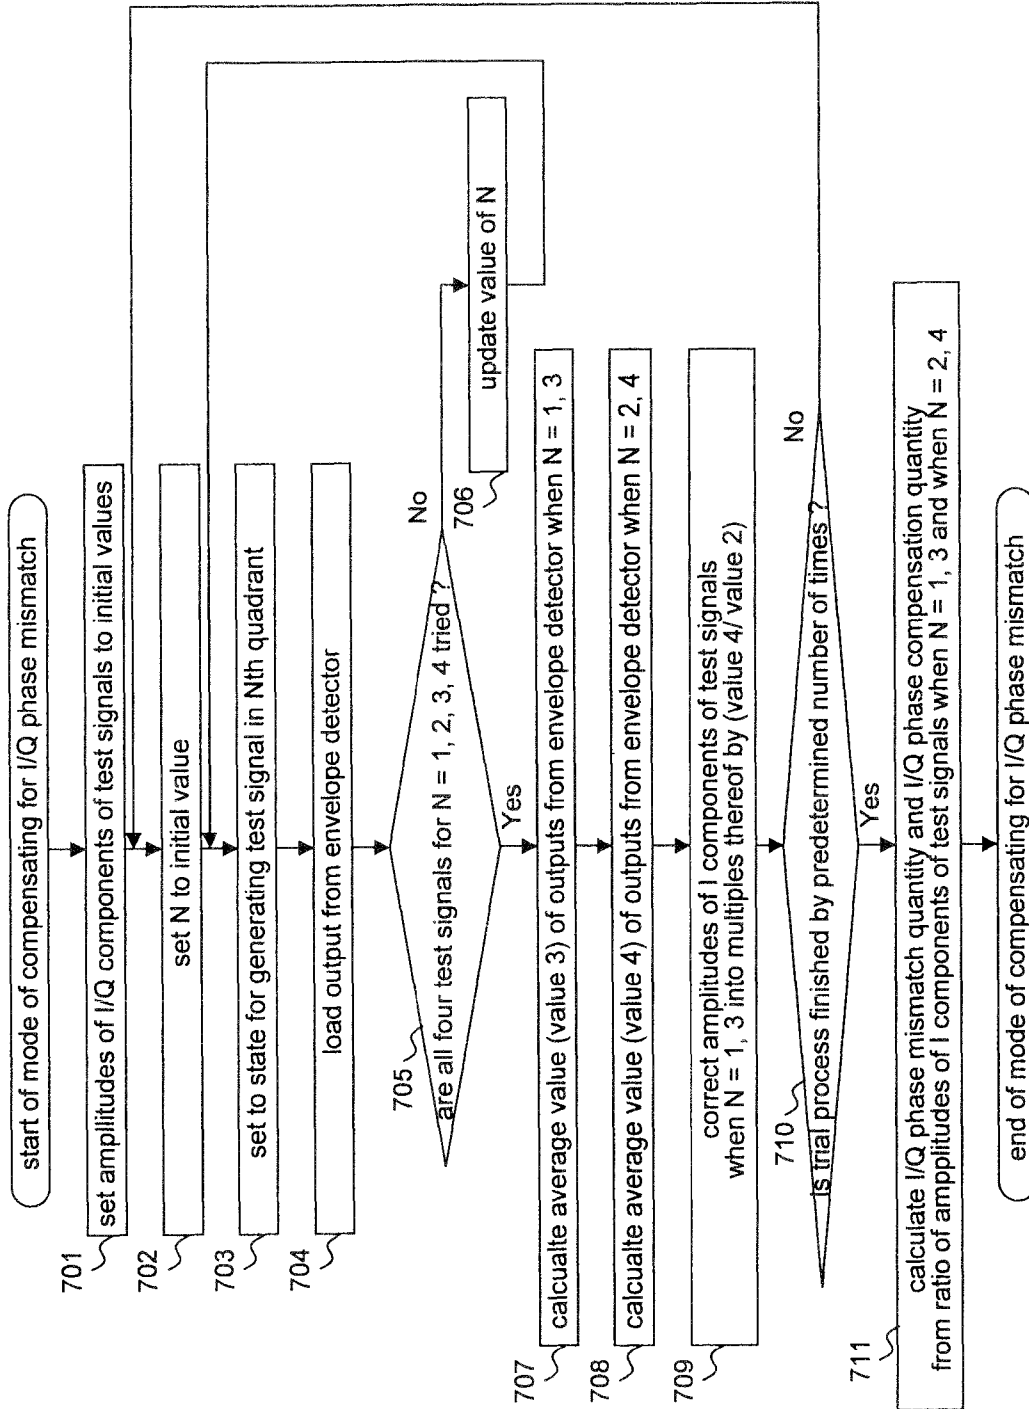 start of mode of compensating for I/Q phase mismatch
701
set ampllitudes of I/Q components of test signals to initial values
702
set N to initial value
703
set to state for generating test signal in Nth quadrant
704
load output from envelope detector
705
are all four test signals for N = 1, 2, 3, 4 tried ?
No
706
update value of N
Yes
707
calcualte average value (value 3) of outputs from envelope detector when N = 1, 3
708
calcualte average value (value 4) of outputs from envelope detector when N = 2, 4
709
correct amplitudes of I components of test signals
when N = 1, 3 into multiples thereof by (value 4/ value 2)
710
is trial process finished by predetermined number of times ?
No
Yes
711
calculate I/Q phase mismatch quantity and I/Q phase compensation quantity
from ratio of ampplitudes of I components of test signals when N = 1, 3 and when N = 2, 4
end of mode of compensating for I/Q phase mismatch